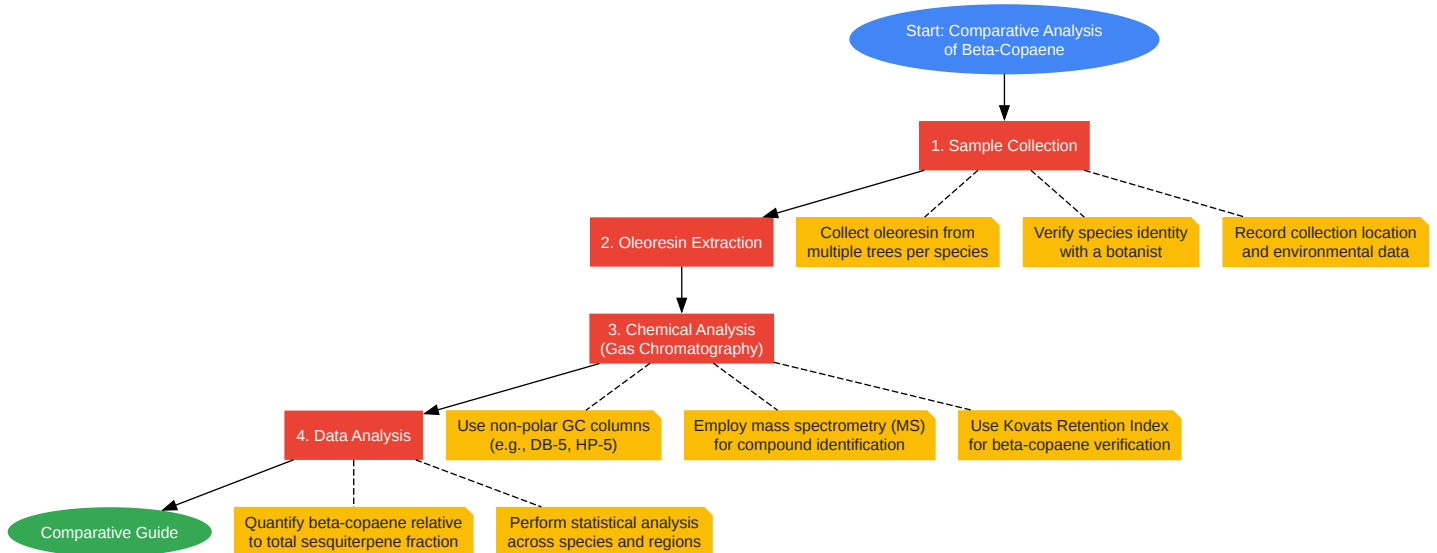 Start: Comparative Analysis
of Beta-Copaene
1. Sample Collection
2. Oleoresin Extraction
Collect oleoresin from
multiple trees per species
Verify species identity
with a botanist
Record collection location
and environmental data
3. Chemical Analysis
(Gas Chromatography)
4. Data Analysis
Use non-polar GC columns
(e.g., DB-5, HP-5)
Employ mass spectrometry (MS)
for compound identification
Use Kovats Retention Index
for beta-copaene verification
Comparative Guide
Quantify beta-copaene relative
to total sesquiterpene fraction
Perform statistical analysis
across species and regions